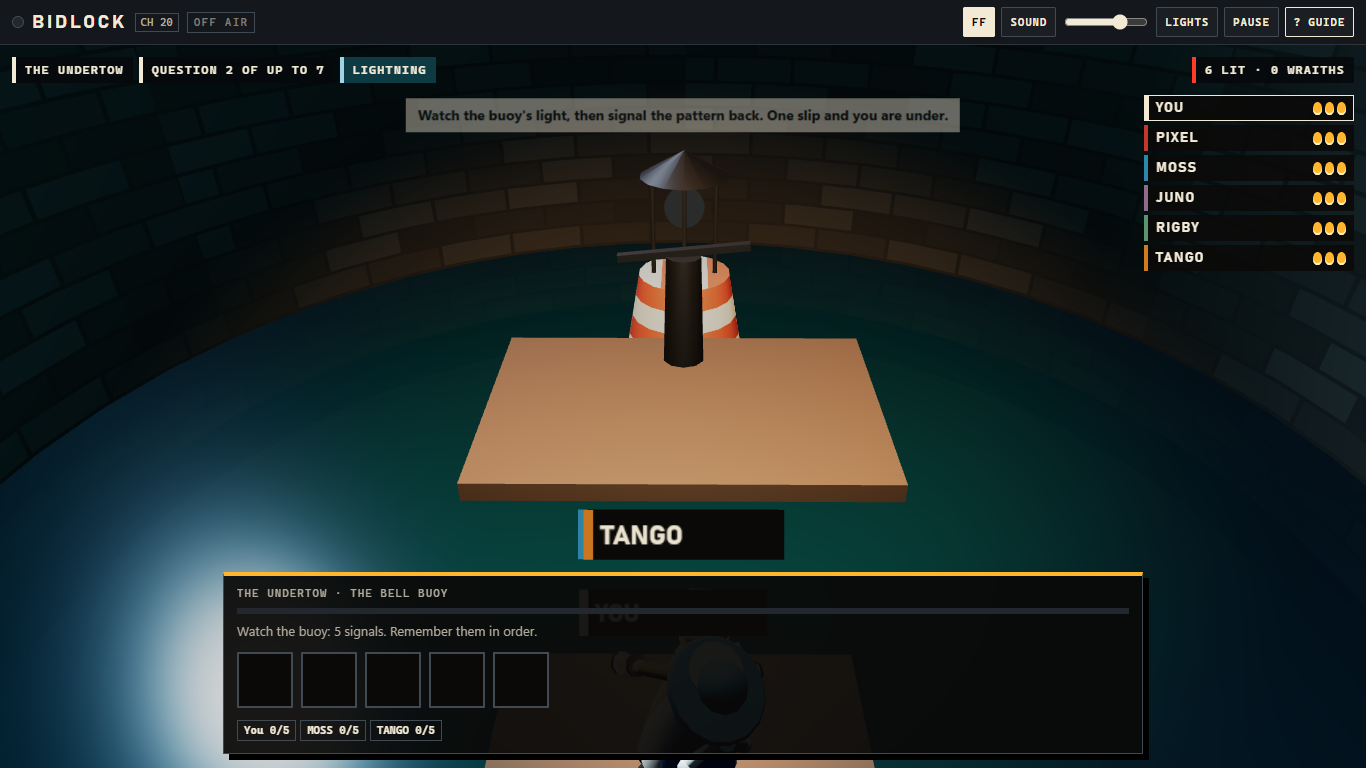 BIDLOCK CH 20 OFF AIR FF SOUND LIGHTS PAUSE ? GUIDE
THE UNDERTOW QUESTION 2 OF UP TO 7 LIGHTNING 6 LIT · 0 WRAITHS
Watch the buoy's light, then signal the pattern back. One slip and you are under.
YOU
PIXEL
MOSS
JUNO
RIGBY
TANGO
TANGO
THE UNDERTOW · THE BELL BUOY
YOU
Watch the buoy: 5 signals. Remember them in order.
You 0/5 MOSS 0/5 TANGO 0/5